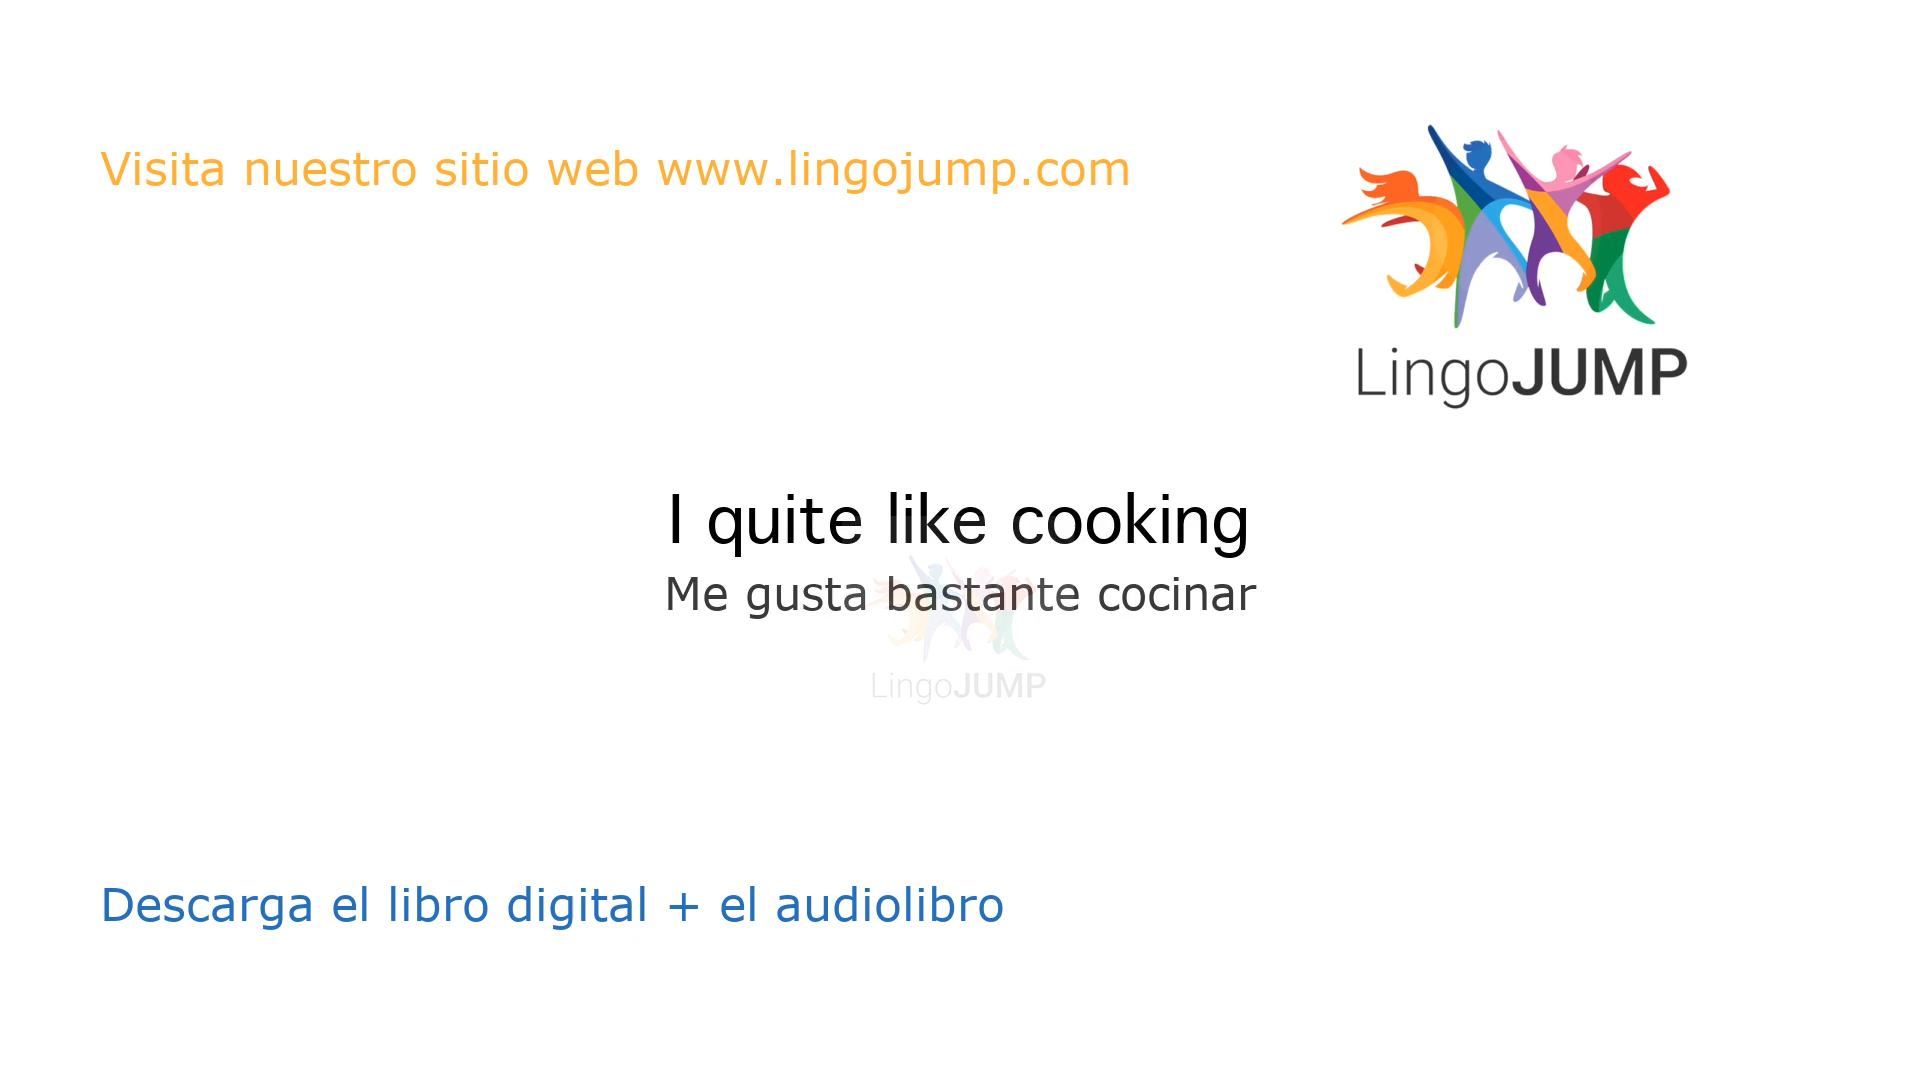 Visita nuestro sitio web www.lingojump.com
LingoJUMP
I quite like cooking
Me gusta bastante cocinar
LingoJUMP
Descarga el libro digital + el audiolibro